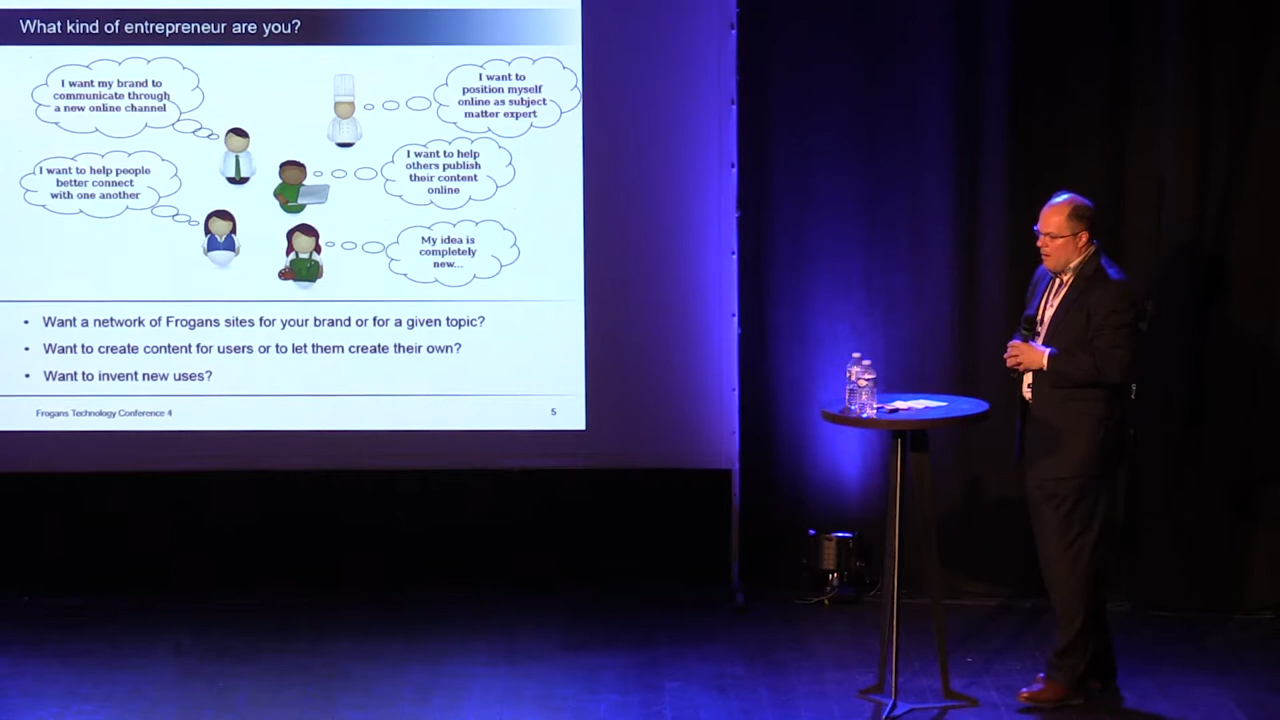 What kind of entrepreneur are you?
I want my brand to
communicate through
a new online channel
I want to
position myself
online as subject
matter expert
I want to help people
better connect
with one another
I want to help
others publish
their content
online
My idea is
completely
new...
• Want a network of Frogans sites for your brand or for a given topic?
• Want to create content for users or to let them create their own?
• Want to invent new uses?
Frogans Technology Conference 4
5